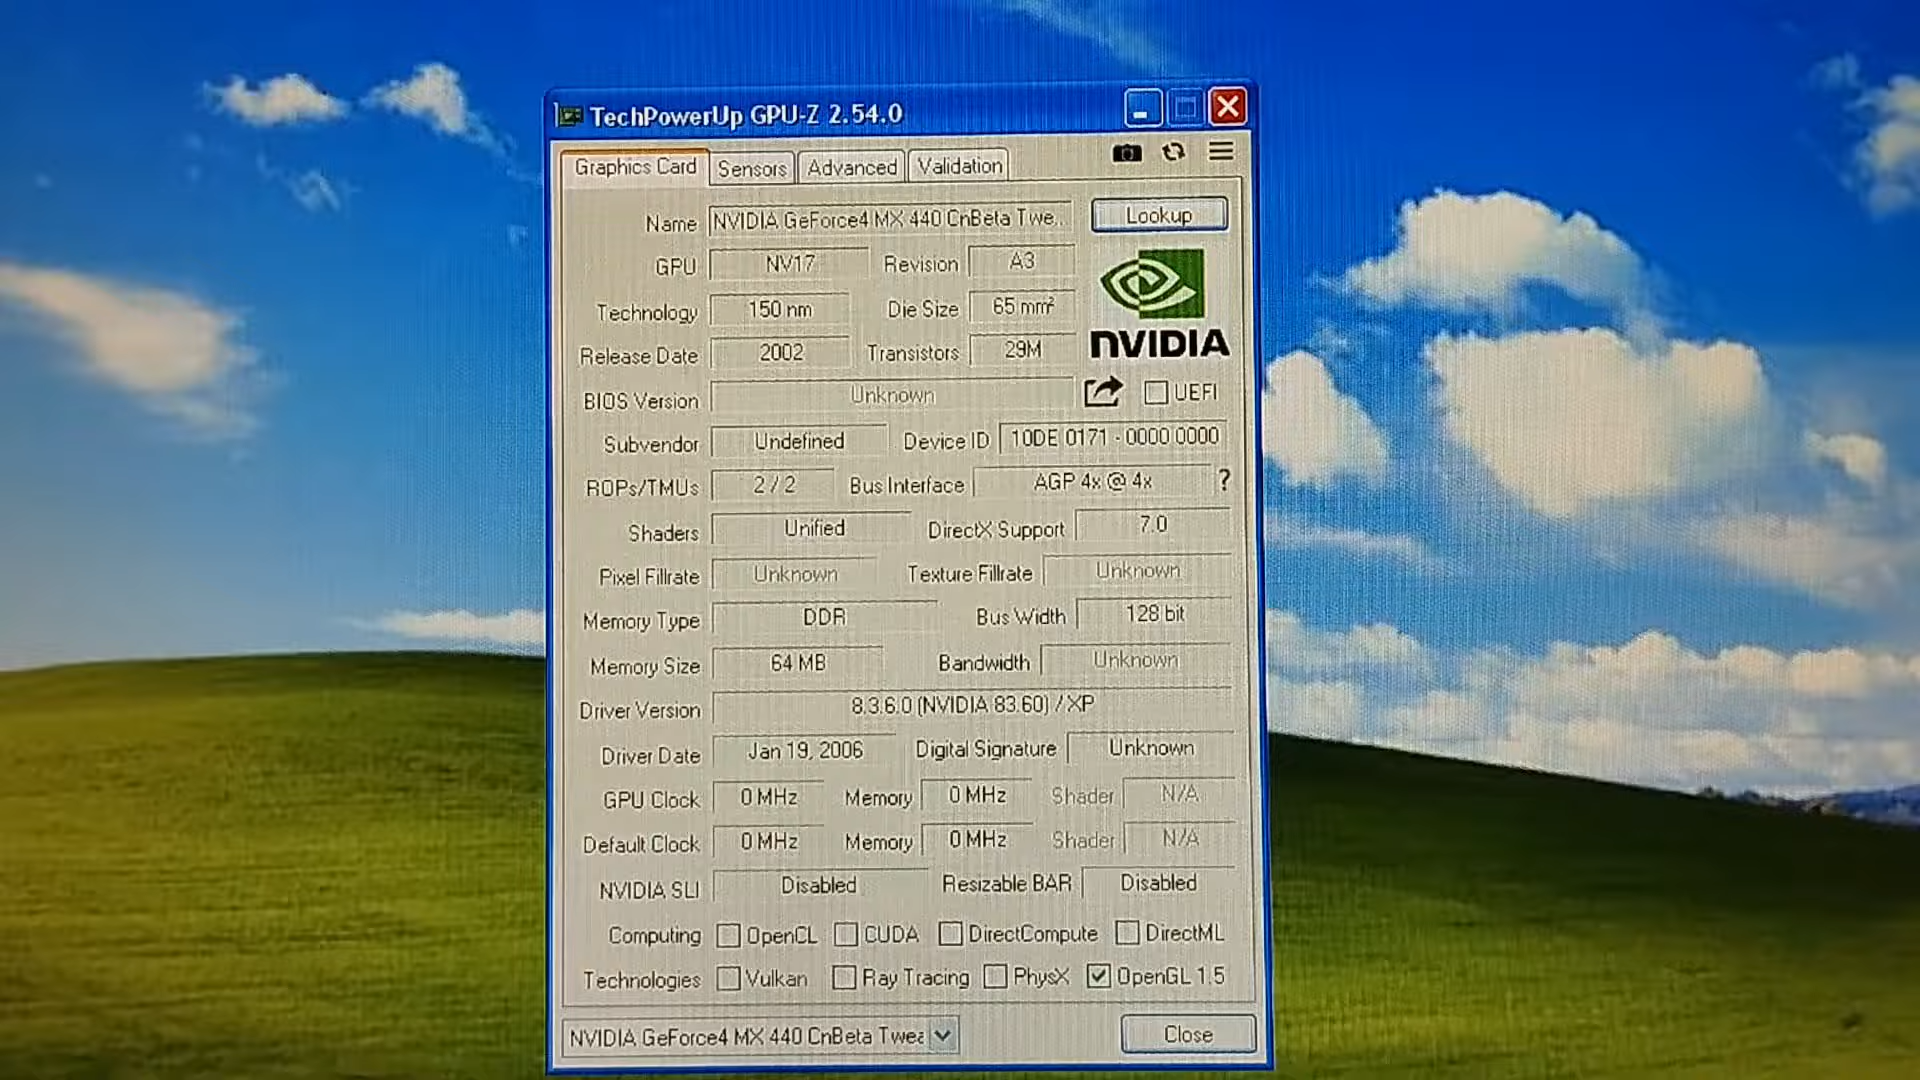 TechPowerUp GPU-Z 2.54.0
Graphics Card Sensors Advanced Validation
Name NVIDIA GeForce4 MX 440 CnBeta Twe... Lookup
GPU NV17 Revision A3
Technology 150 nm Die Size 65 mm²
NVIDIA
Release Date 2002 Transistors 29M
BIOS Version Unknown UEFI
Subvendor Undefined Device ID 10DE 0171 - 0000 0000
ROPs/TMUs 2 / 2 Bus Interface AGP 4x @ 4x ?
Shaders Unified DirectX Support 7.0
Pixel Fillrate Unknown Texture Fillrate Unknown
Memory Type DDR Bus Width 128 bit
Memory Size 64 MB Bandwidth Unknown
Driver Version 8.3.6.0 (NVIDIA 83.60) / XP
Driver Date Jan 19, 2006 Digital Signature Unknown
GPU Clock 0 MHz Memory 0 MHz Shader N/A
Default Clock 0 MHz Memory 0 MHz Shader N/A
NVIDIA SLI Disabled Resizable BAR Disabled
Computing OpenCL CUDA DirectCompute DirectML
Technologies Vulkan Ray Tracing PhysX OpenGL 1.5
NVIDIA GeForce4 MX 440 CnBeta Twea Close